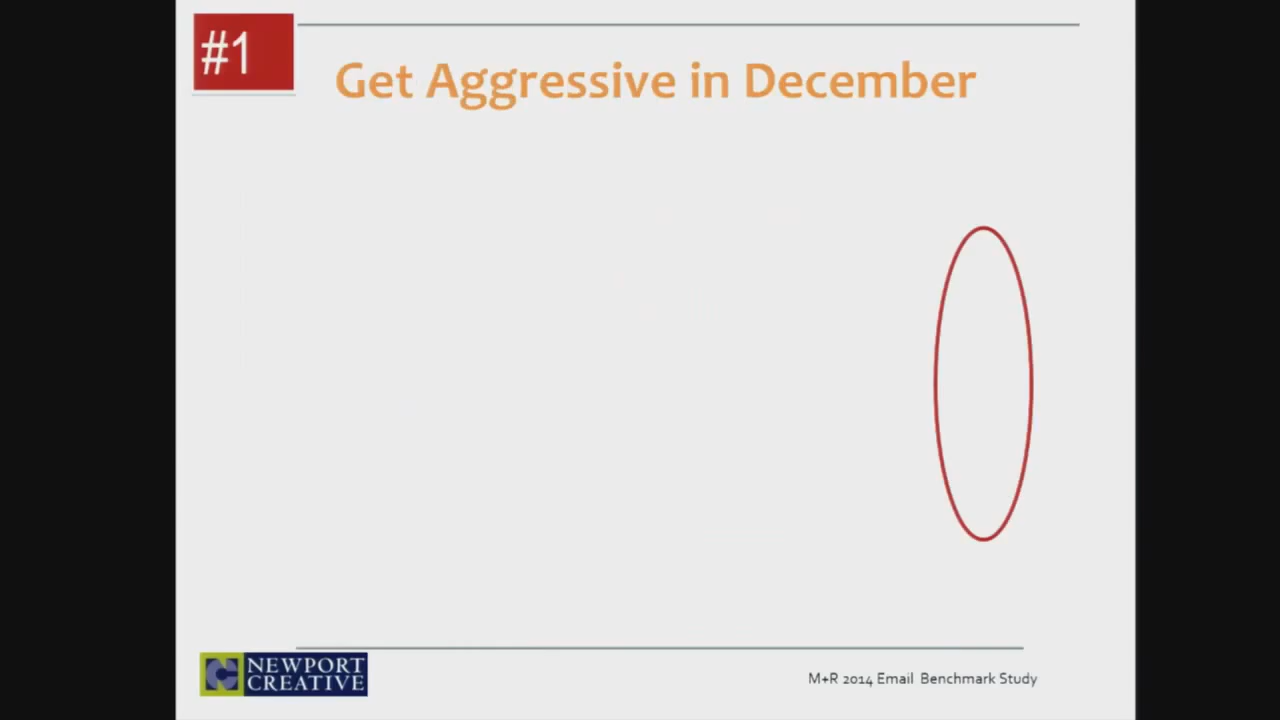 #1
Get Aggressive in December
NEWPORT
CREATIVE
M+R 2014 Email Benchmark Study